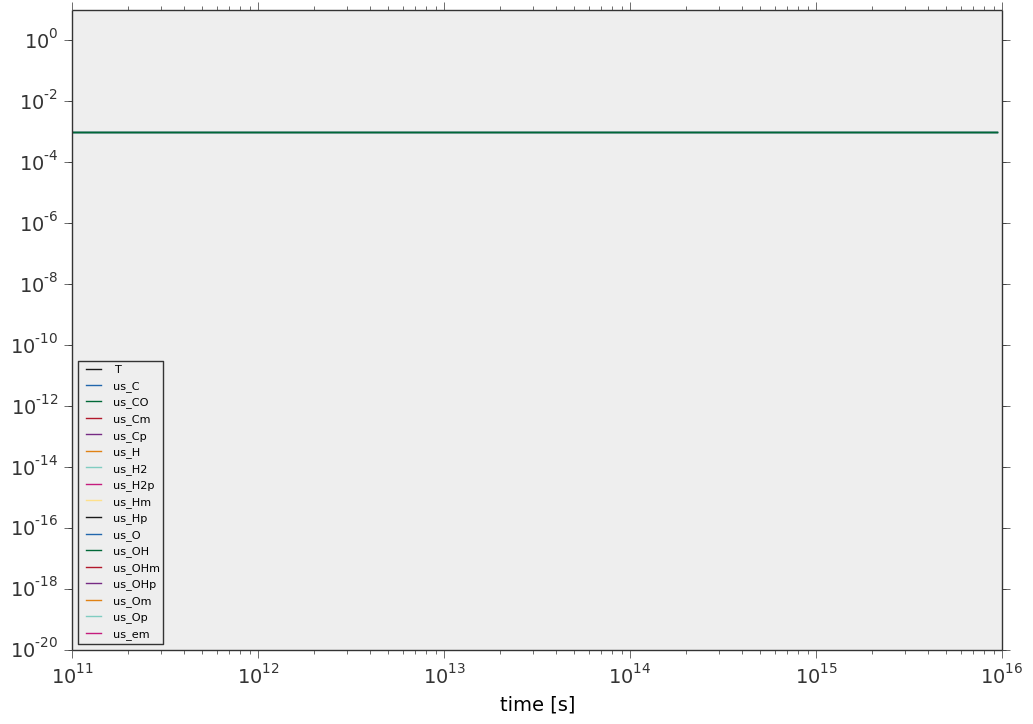 10^0
10^-2
10^-4
10^-6
10^-8
10^-10
10^-12
10^-14
10^-16
10^-18
10^-20
T
us_C
us_CO
us_Cm
us_Cp
us_H
us_H2
us_H2p
us_Hm
us_Hp
us_O
us_OH
us_OHm
us_OHp
us_Om
us_Op
us_em
10^11 10^12 10^13 10^14 10^15 10^16
time [s]